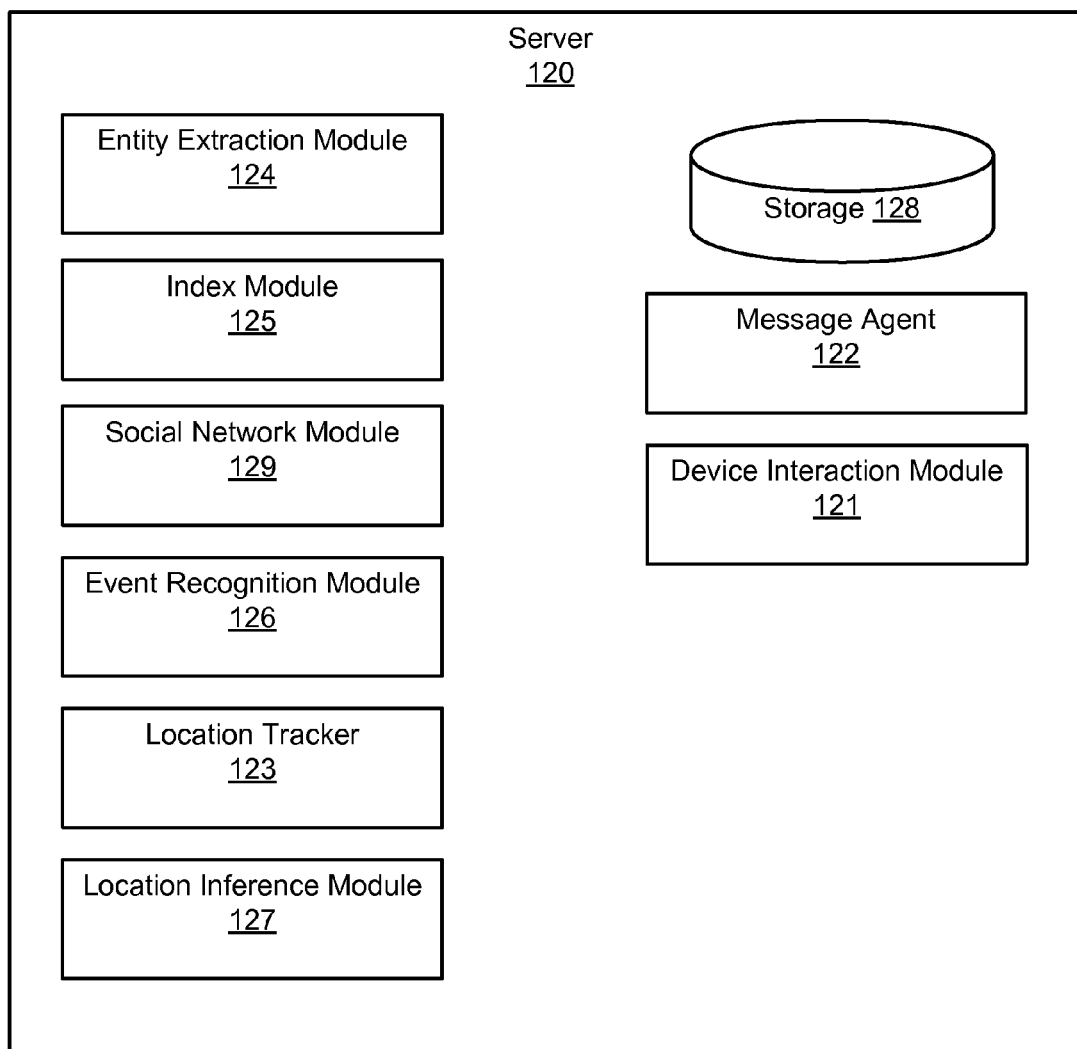 Server
120
Entity Extraction Module
124
Index Module
125
Social Network Module
129
Event Recognition Module
126
Location Tracker
123
Location Inference Module
127
Storage 128
Message Agent
122
Device Interaction Module
121